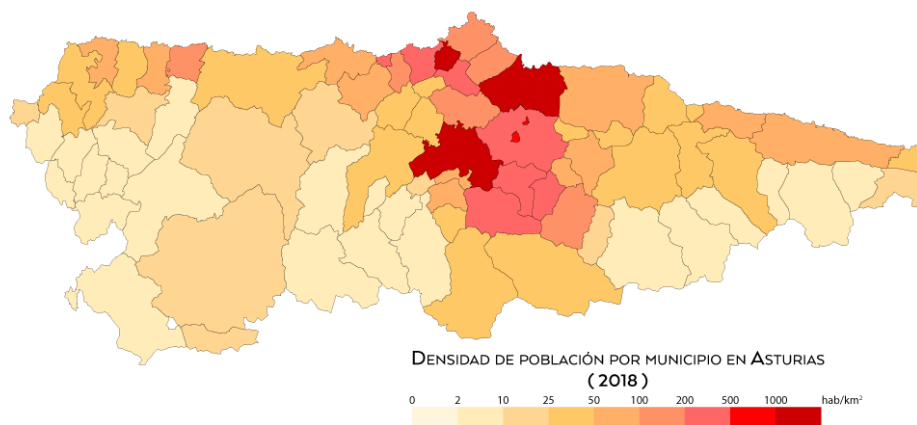 Densidad de población por municipio en Asturias
(2018)
0 2 10 25 50 100 200 500 1000 hab/km²